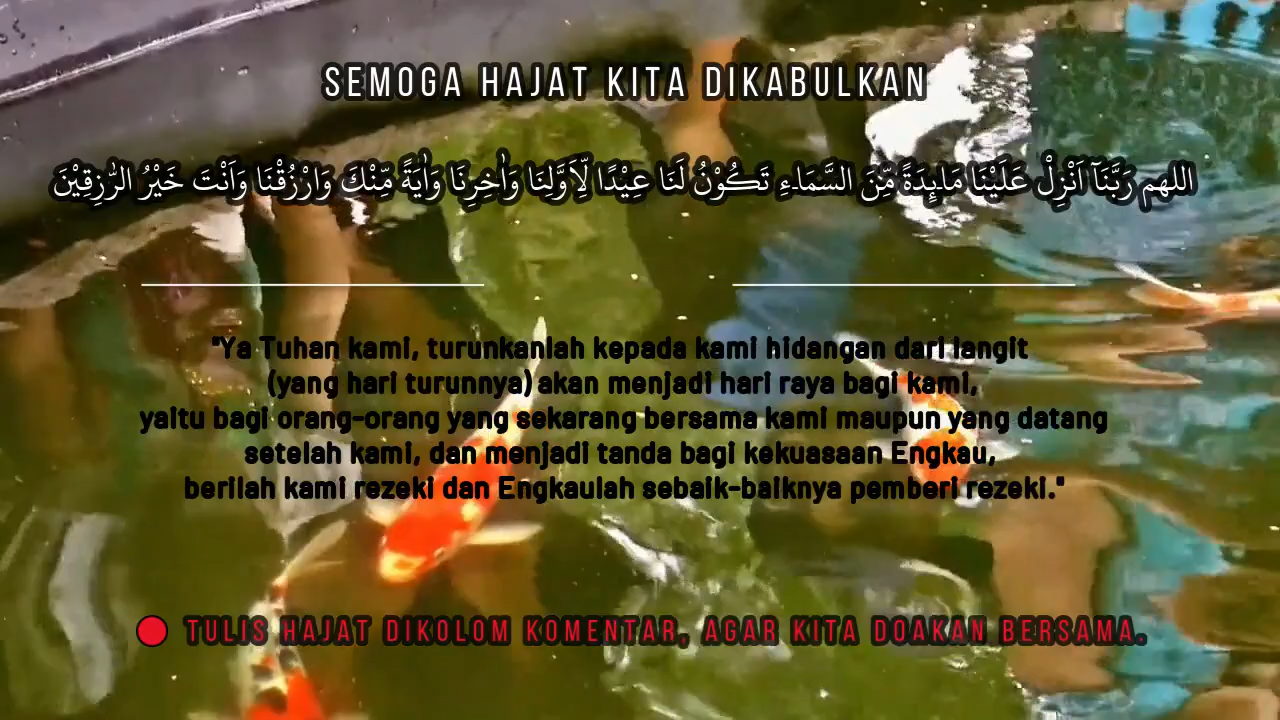 SEMOGA HAJAT KITA DIKABULKAN
اللهم رَبَّنَآ اَنْزِلْ عَلَيْنَا مَاۤىِٕدَةً مِّنَ السَّمَاۤءِ تَكُوْنُ لَنَا عِيْدًا لِّاَوَّلِنَا وَاٰخِرِنَا وَاٰيَةً مِّنْكَ وَارْزُقْنَا وَاَنْتَ خَيْرُ الرّٰزِقِيْنَ
"Ya Tuhan kami, turunkanlah kepada kami hidangan dari langit
(yang hari turunnya) akan menjadi hari raya bagi kami,
yaitu bagi orang-orang yang sekarang bersama kami maupun yang datang
setelah kami, dan menjadi tanda bagi kekuasaan Engkau,
berilah kami rezeki dan Engkaulah sebaik-baiknya pemberi rezeki."
TULIS HAJAT DIKOLOM KOMENTAR, AGAR KITA DOAKAN BERSAMA.